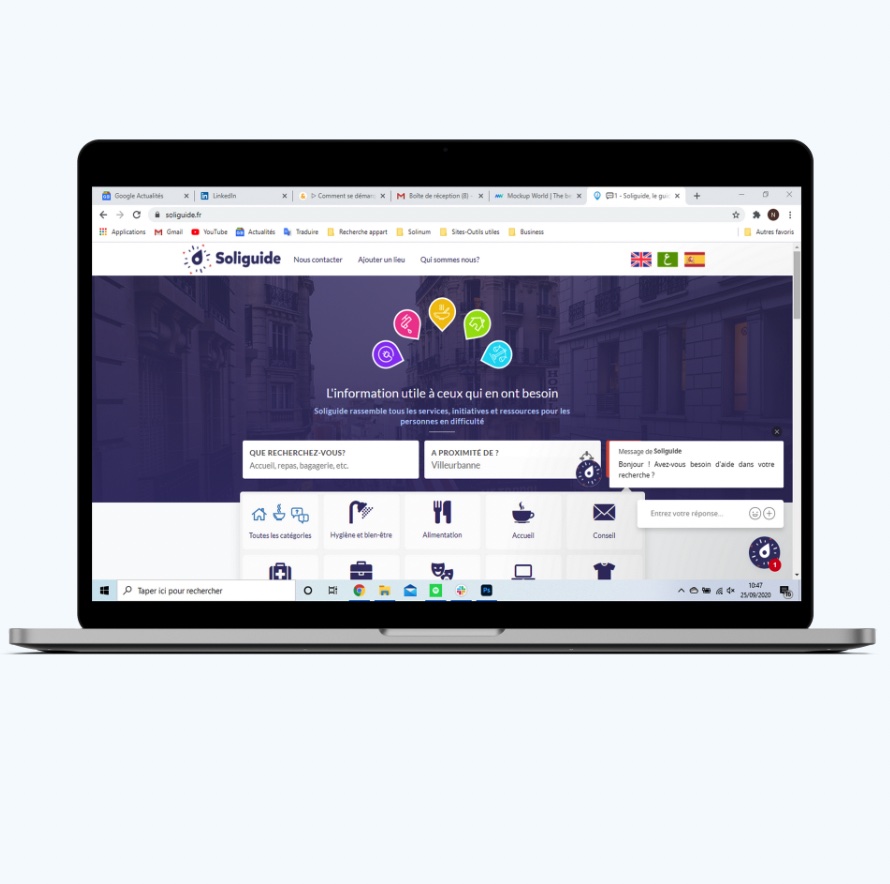 Google Actualités
LinkedIn
Comment se démarc
Boîte de réception (8) -
Mockup World | The be
1 - Soliguide, le gui
soliguide.fr
Applications
Gmail
YouTube
Actualités
Traduire
Recherche appart
Solinum
Sites-Outils utiles
Business
Autres favoris
Soliguide
Nous contacter
Ajouter un lieu
Qui sommes nous?
ع
L'information utile à ceux qui en ont besoin
Soliguide rassemble tous les services, initiatives et ressources pour les
personnes en difficulté
QUE RECHERCHEZ-VOUS?
Accueil, repas, bagagerie, etc.
A PROXIMITÉ DE ?
Villeurbanne
Message de Soliguide
Bonjour ! Avez-vous besoin d'aide dans votre
recherche ?
Entrez votre réponse...
Toutes les catégories
Hygiène et bien-être
Alimentation
Accueil
Conseil
1
Taper ici pour rechercher
Ps
10:47
25/09/2020